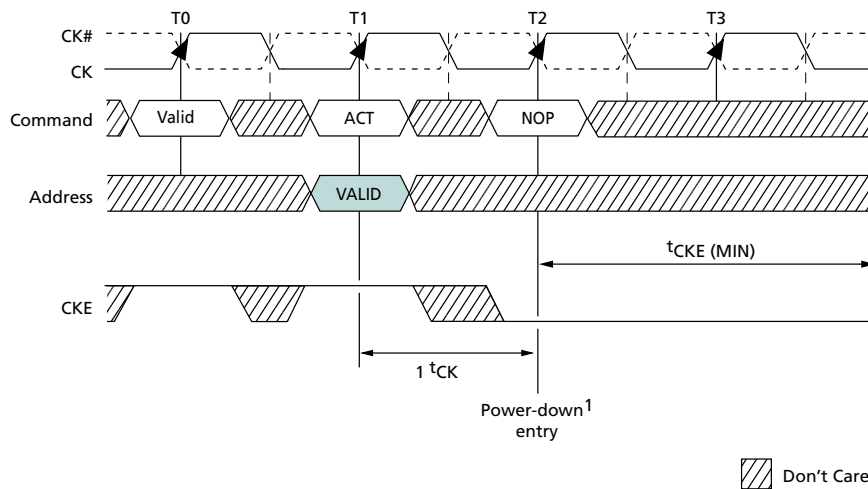 T0 T1 T2 T3
CK#
CK
Command Valid ACT NOP
Address VALID
tCKE (MIN)
CKE
1 tCK
Power-down1
entry
Don't Care